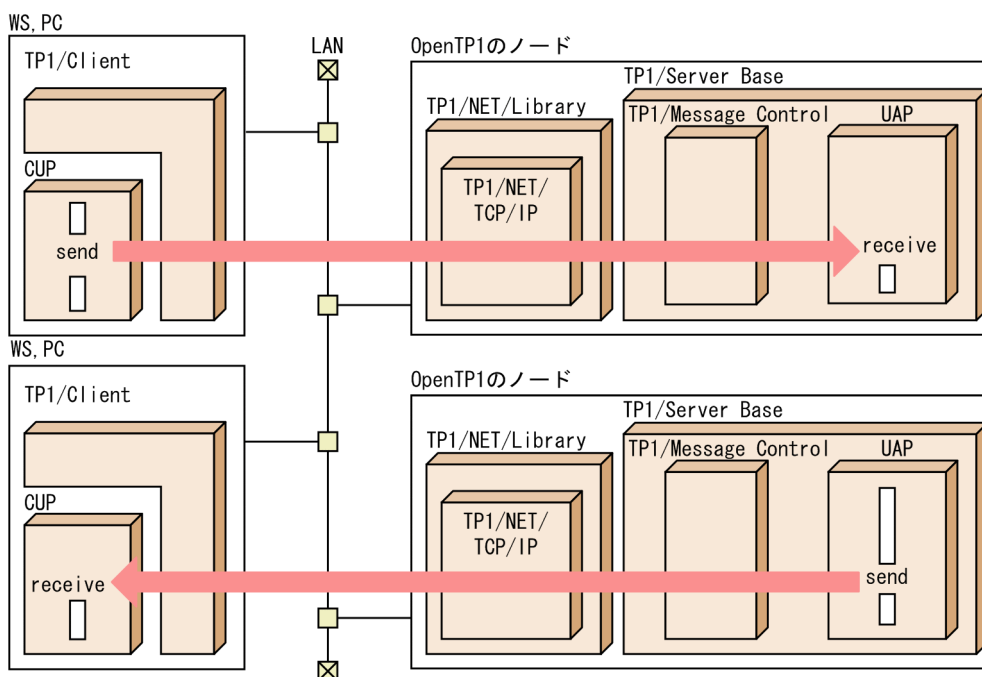 WS,PC
TP1/Client
CUP
send
LAN
OpenTP1のノード
TP1/Server Base
TP1/NET/Library
TP1/Message Control
UAP
TP1/NET/
TCP/IP
receive
WS,PC
TP1/Client
CUP
receive
OpenTP1のノード
TP1/Server Base
TP1/NET/Library
TP1/Message Control
UAP
TP1/NET/
TCP/IP
send